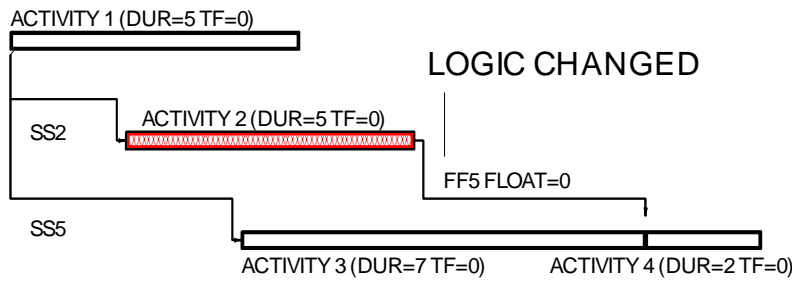 ACTIVITY 1 (DUR=5 TF=0)
LOGIC CHANGED
ACTIVITY 2 (DUR=5 TF=0)
SS2
FF5 FLOAT=0
SS5
ACTIVITY 3 (DUR=7 TF=0)
ACTIVITY 4 (DUR=2 TF=0)